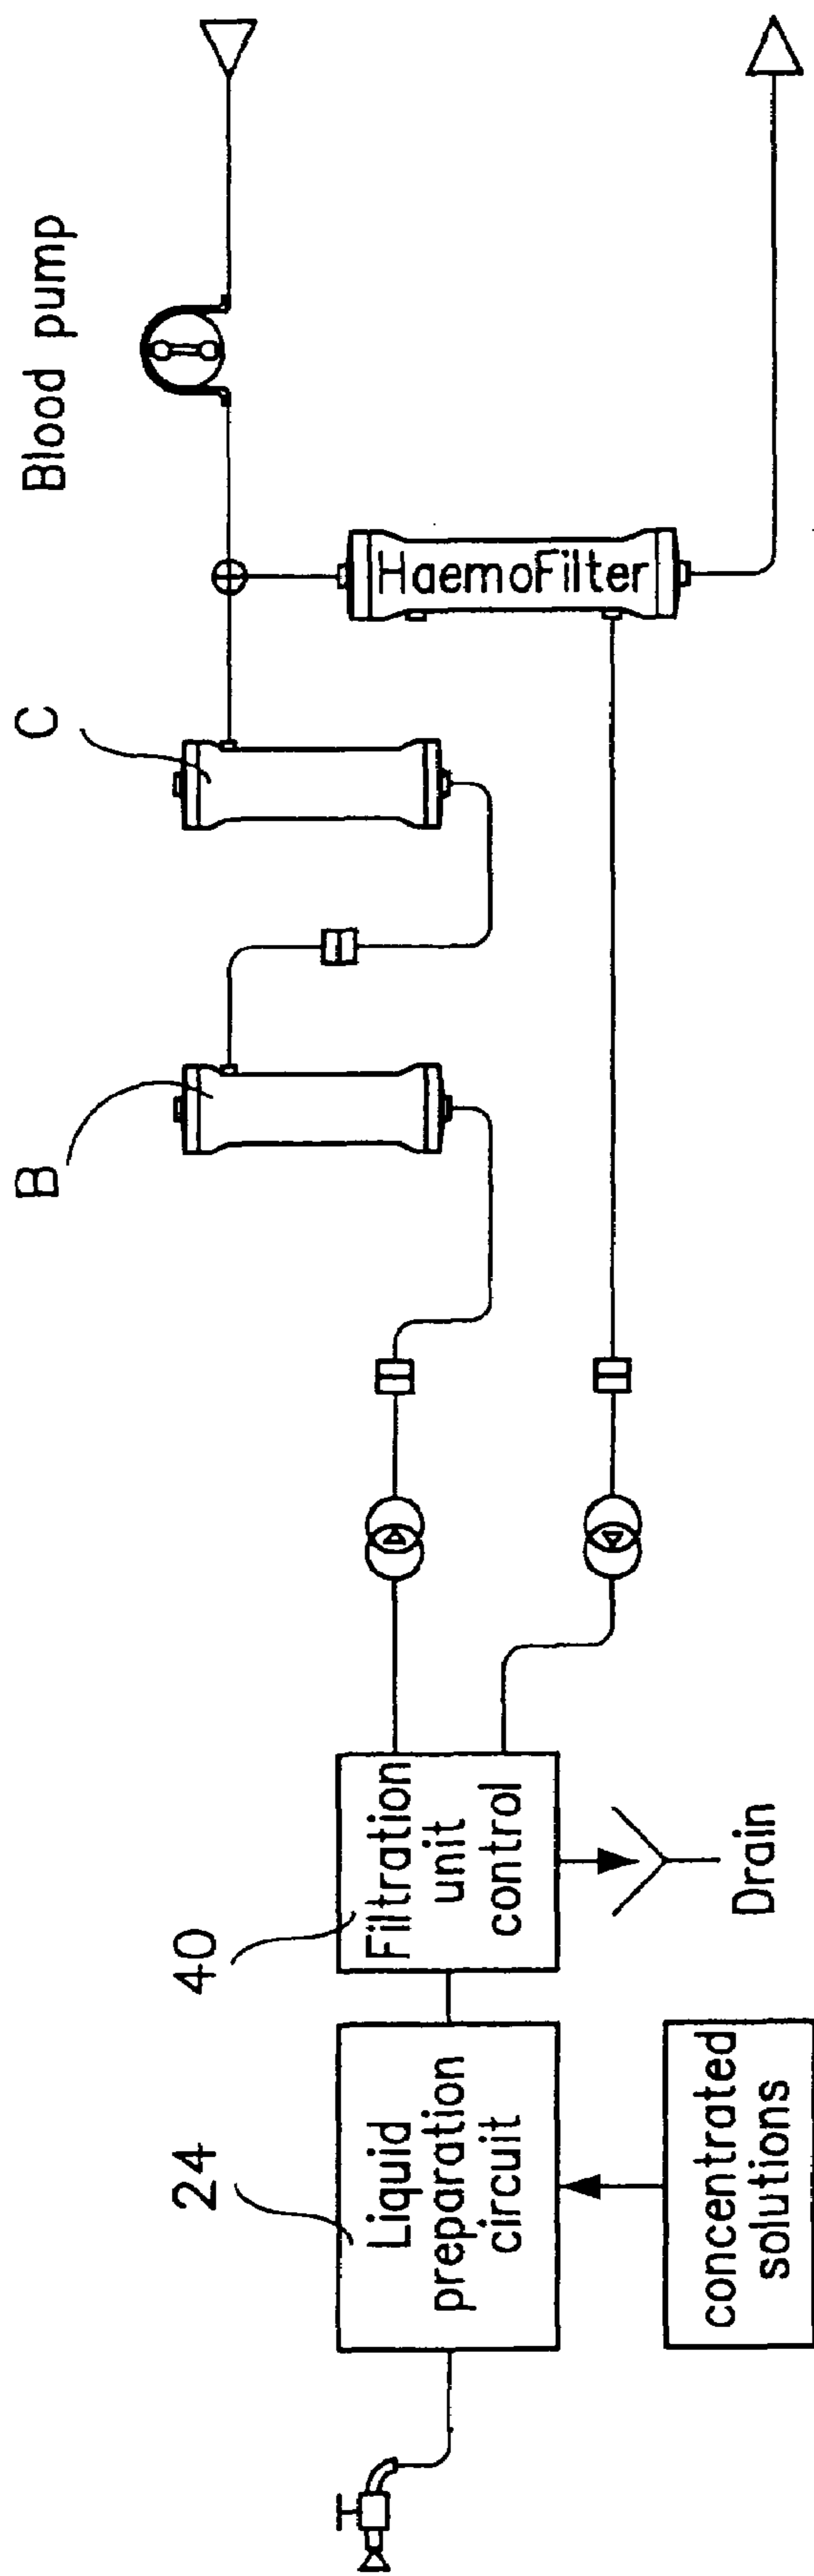 Blood pump
C
B
HaemoFilter
40
Filtration
unit
control
Drain
24
Liquid
preparation
circuit
concentrated
solutions